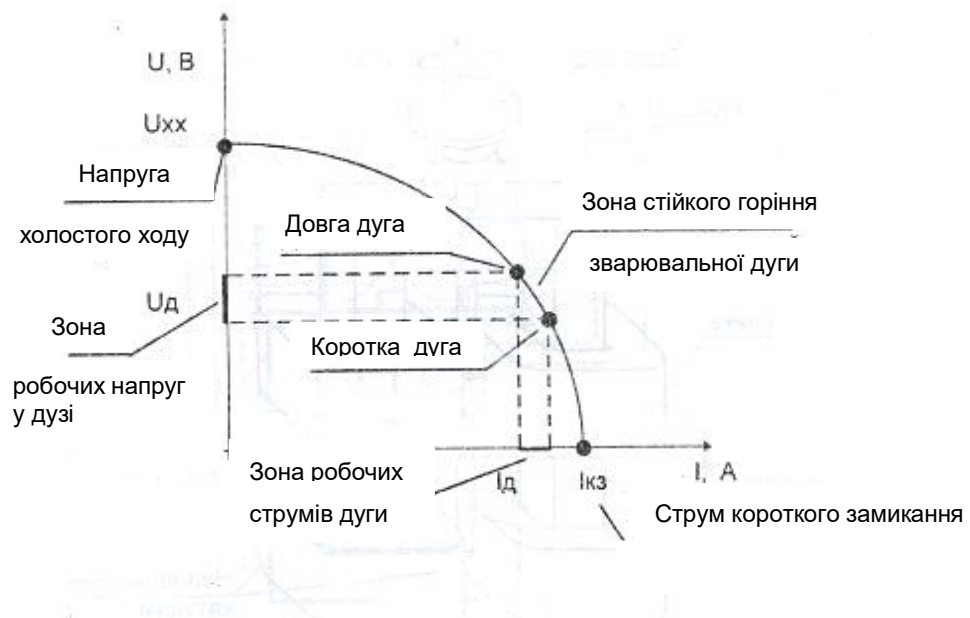 U, В
Uхх
Напруга
холостого ходу
Довга дуга
Зона стійкого горіння
зварювальної дуги
Uд
Зона
робочих напруг
у дузі
Коротка дуга
Зона робочих
струмів дуги
Iд
Iкз
I, А
Струм короткого замикання